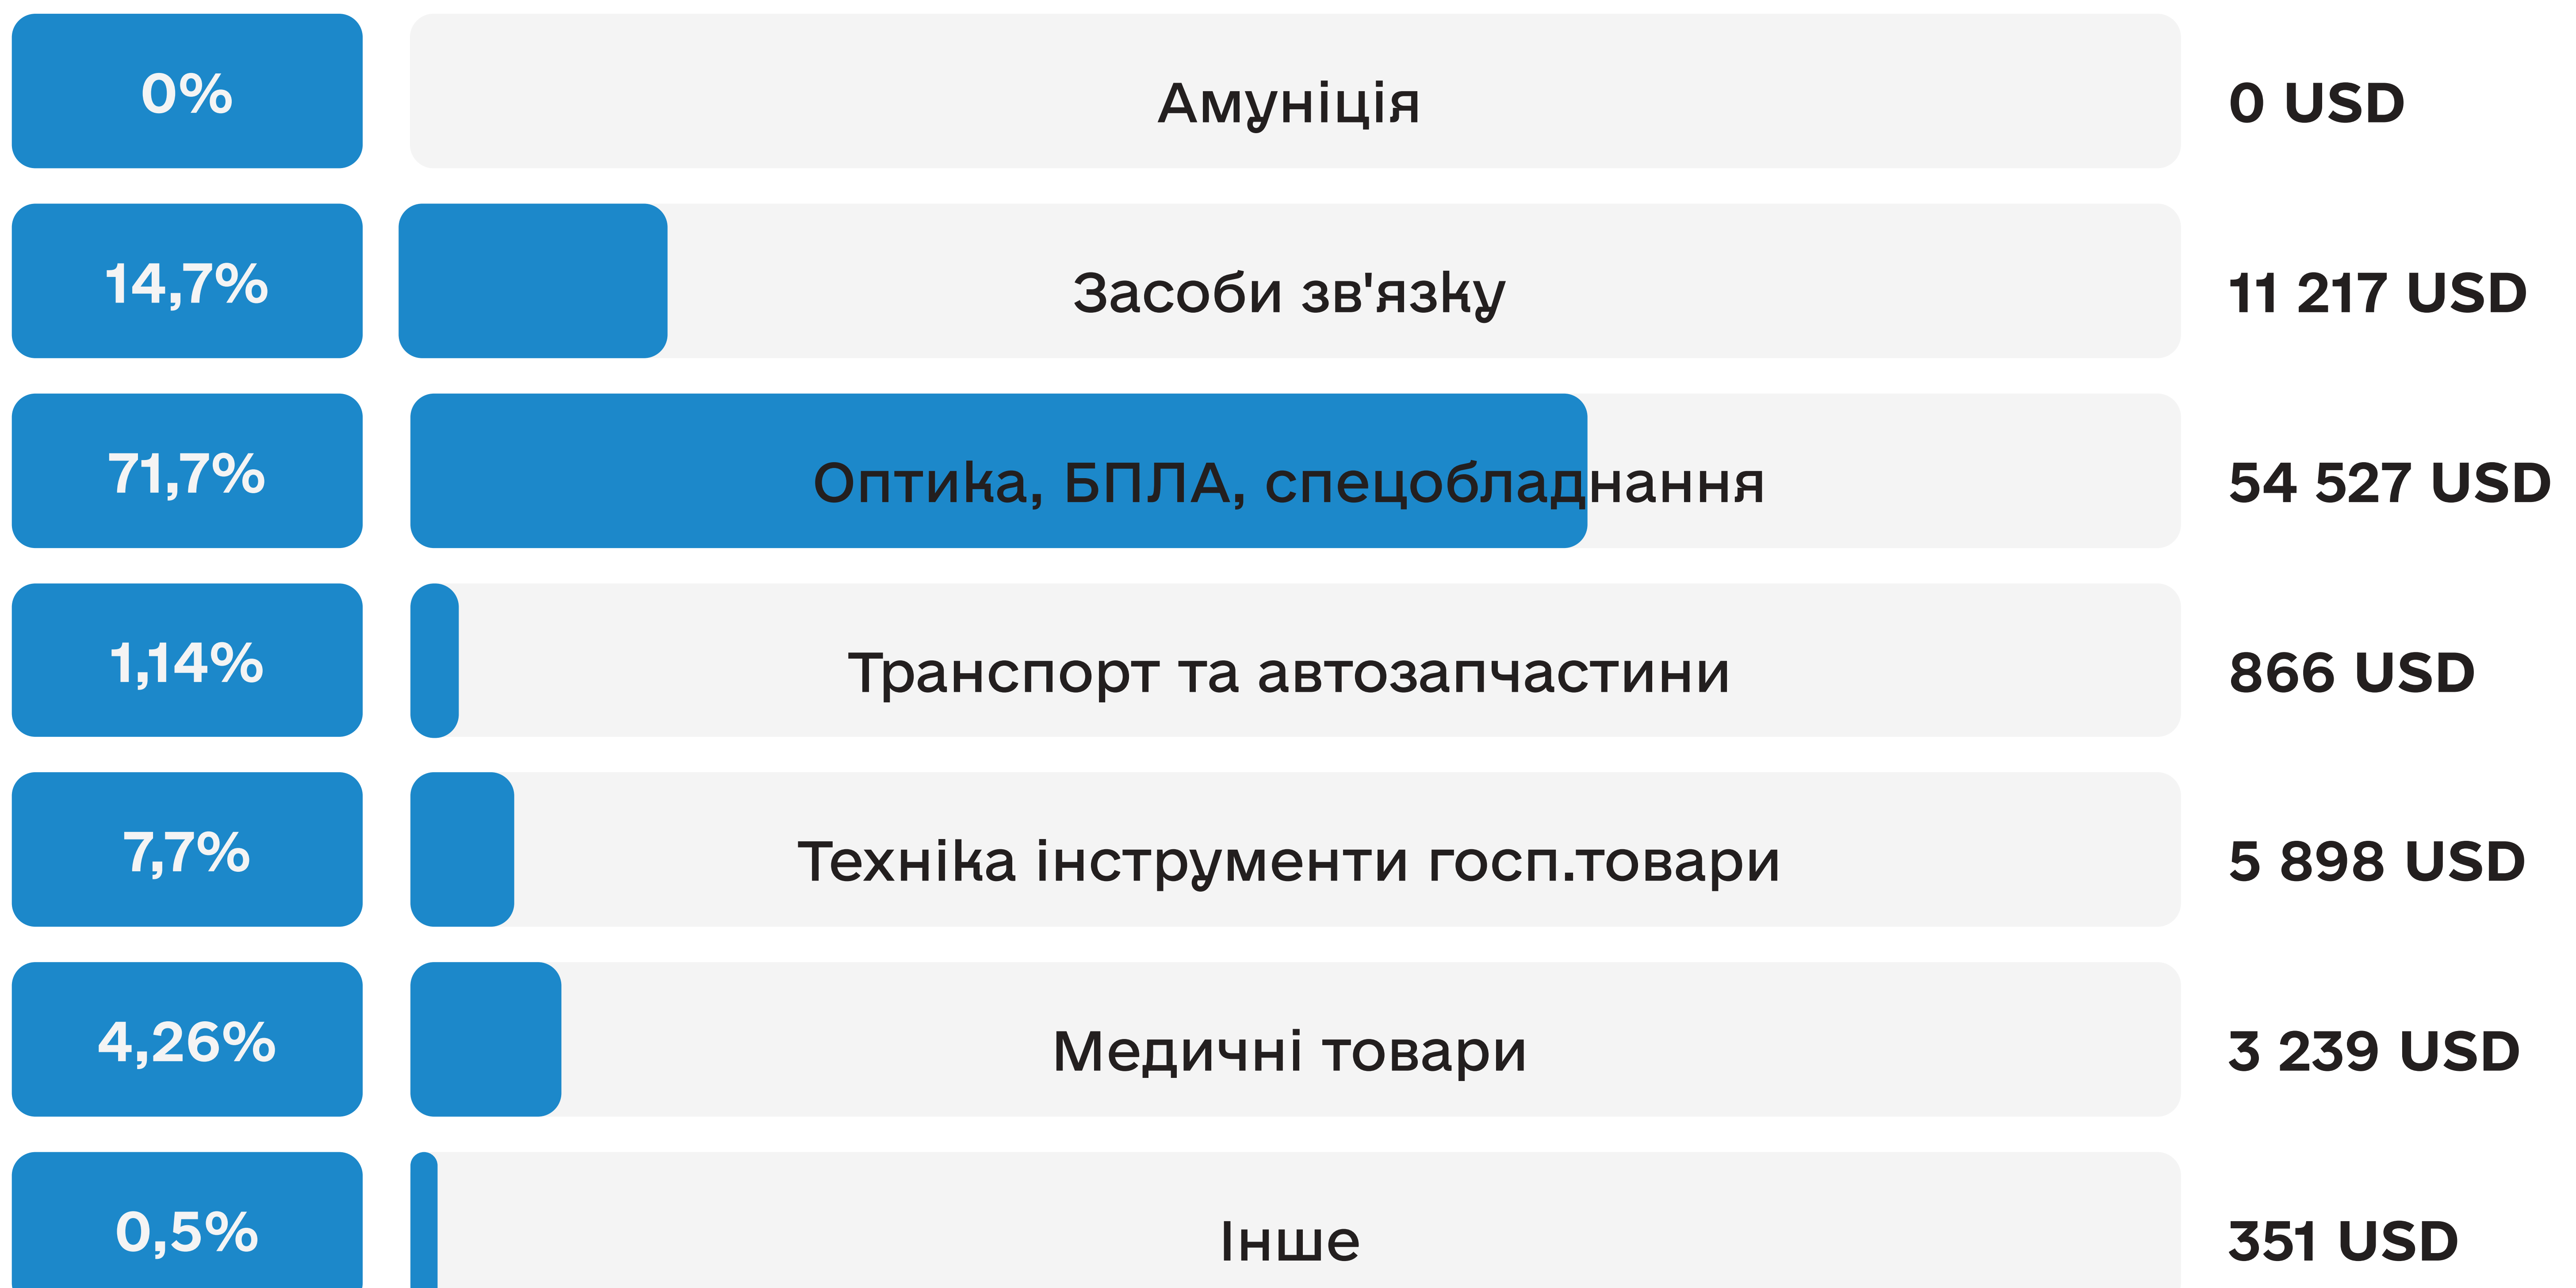 0% Амуніція 0 USD
14,7% Засоби зв'язку 11 217 USD
71,7% Оптика, БПЛА, спецобладнання 54 527 USD
1,14% Транспорт та автозапчастини 866 USD
7,7% Техніка інструменти госп.товари 5 898 USD
4,26% Медичні товари 3 239 USD
0,5% Інше 351 USD